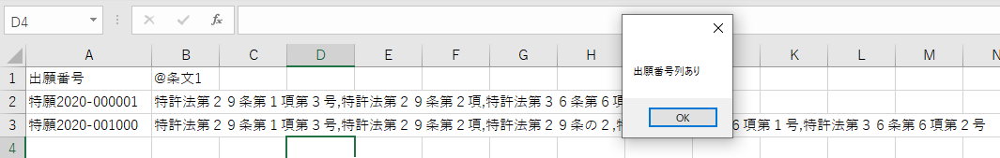 D4
fx
A B C D E F G H K L M N
1 出願番号 @条文1
2 特願2020-000001 特許法第２９条第１項第３号,特許法第２９条第２項,特許法第３６条第６項
3 特願2020-001000 特許法第２９条第１項第３号,特許法第２９条第２項,特許法第２９条の２,特 ６項第１号,特許法第３６条第６項第２号
4
出願番号列あり
OK